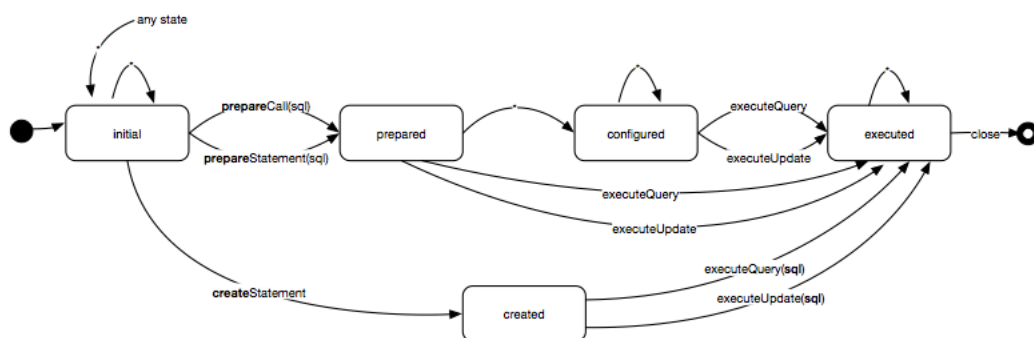 any state
*
*
initial
prepareCall(sql)
prepareStatement(sql)
prepared
*
*
configured
executeQuery
executeUpdate
*
executed
close
executeQuery
executeUpdate
createStatement
created
executeQuery(sql)
executeUpdate(sql)